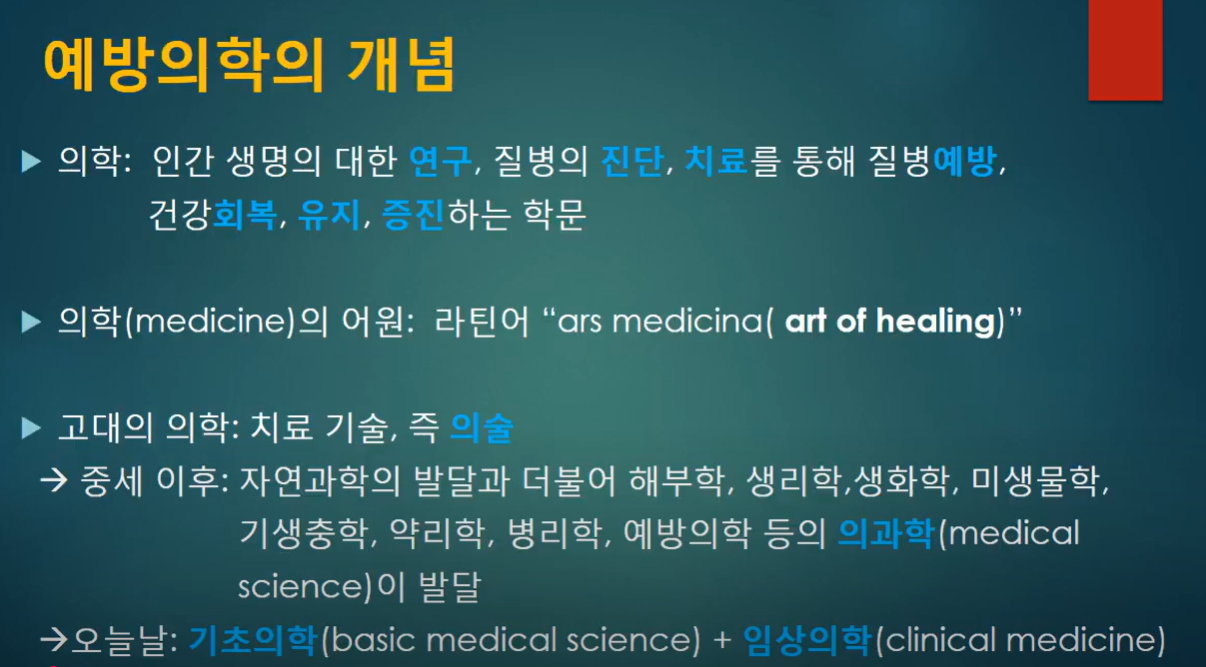 예방의학의 개념
▶ 의학: 인간 생명의 대한 연구, 질병의 진단, 치료를 통해 질병예방,
건강회복, 유지, 증진하는 학문
▶ 의학(medicine)의 어원: 라틴어 “ars medicina( art of healing)”
▶ 고대의 의학: 치료 기술, 즉 의술
→ 중세 이후: 자연과학의 발달과 더불어 해부학, 생리학,생화학, 미생물학,
기생충학, 약리학, 병리학, 예방의학 등의 의과학(medical
science)이 발달
→오늘날: 기초의학(basic medical science) + 임상의학(clinical medicine)